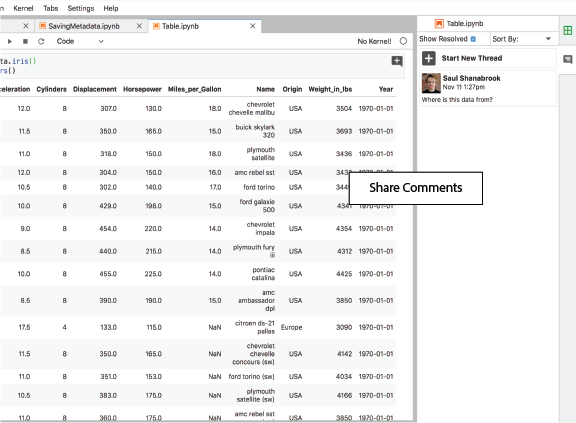 n Kernel Tabs Settings Help
SavingMetadata.ipynb Table.ipynb
Code No Kernel!
ta.iris()
rs()
celeration Cylinders Displacement Horsepower Miles_per_Gallon Name Origin Weight_in_lbs Year
12.0 8 307.0 130.0 18.0 chevrolet chevelle malibu USA 3504 1970-01-01
11.5 8 350.0 165.0 15.0 buick skylark 320 USA 3693 1970-01-01
11.0 8 318.0 150.0 18.0 plymouth satellite USA 3436 1970-01-01
12.0 8 304.0 150.0 16.0 amc rebel sst USA 1970-01-01
10.5 8 302.0 140.0 17.0 ford torino USA
10.0 8 429.0 198.0 15.0 ford galaxie 500 USA 1970-01-01
9.0 8 454.0 220.0 14.0 chevrolet impala USA 4354 1970-01-01
8.5 8 440.0 215.0 14.0 plymouth fury iii USA 4312 1970-01-01
10.0 8 455.0 225.0 14.0 pontiac catalina USA 4425 1970-01-01
8.5 8 390.0 190.0 15.0 amc ambassador dpl USA 3850 1970-01-01
17.5 4 133.0 115.0 NaN citroen ds-21 pallas Europe 3090 1970-01-01
11.5 8 350.0 165.0 NaN chevrolet chevelle concours (sw) USA 4142 1970-01-01
11.0 8 351.0 153.0 NaN ford torino (sw) USA 4034 1970-01-01
10.5 8 383.0 175.0 NaN plymouth satellite (sw) USA 4166 1970-01-01
11.0 8 360.0 175.0 NaN amc rebel sst USA 3850 1970-01-01
Share Comments
Table.ipynb
Show Resolved Sort By:
Start New Thread
Saul Shanabrook
Nov 11 1:27pm
Where is this data from?